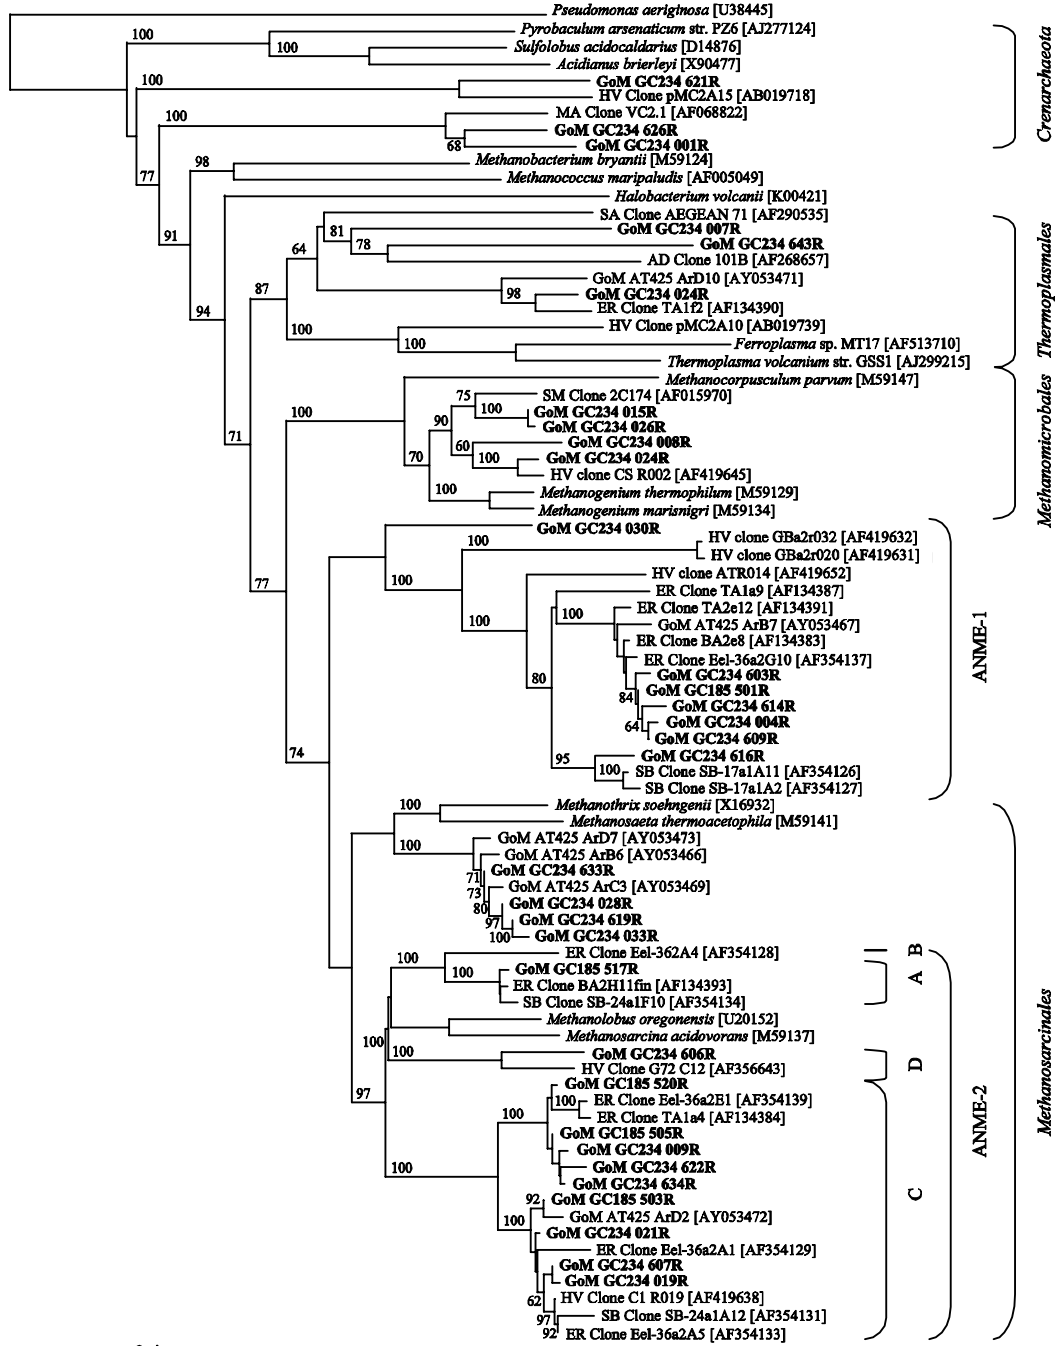 Pseudomonas aeriginosa [U38445]
100 Pyrobaculum arsenaticum str. PZ6 [AJ277124]
100 Sulfolobus acidocaldarius [D14876]
Acidianus brierleyi [X90477]
100 GoM GC234 621R
HV Clone pMC2A15 [AB019718]
100 MA Clone VC2.1 [AF068822]
GoM GC234 626R
68 GoM GC234 001R
Crenarchaeota
98 Methanobacterium bryantii [M59124]
77 Methanococcus maripaludis [AF005049]
Halobacterium volcanii [K00421]
SA Clone AEGEAN 71 [AF290535]
91 81 GoM GC234 007R
64 78 GoM GC234 643R
AD Clone 101B [AF268657]
GoM AT425 ArD10 [AY053471]
87 98 GoM GC234 024R
94 ER Clone TA1f2 [AF134390]
100 HV Clone pMC2A10 [AB019739]
100 Ferroplasma sp. MT17 [AF513710]
Thermoplasma volcanium str. GSS1 [AJ299215]
Thermoplasmales
Methanocorpusculum parvum [M59147]
75 SM Clone 2C174 [AF015970]
100 100 GoM GC234 015R
90 GoM GC234 026R
71 60 GoM GC234 008R
70 100 GoM GC234 024R
HV clone CS R002 [AF419645]
100 Methanogenium thermophilum [M59129]
Methanogenium marisnigri [M59134]
Methanomicrobales
GoM GC234 030R
100 HV clone GBa2r032 [AF419632]
HV clone GBa2r020 [AF419631]
77 100 HV clone ATR014 [AF419652]
ER Clone TA1a9 [AF134387]
100 ER Clone TA2e12 [AF134391]
100 GoM AT425 ArB7 [AY053467]
ER Clone BA2e8 [AF134383]
ER Clone Eel-36a2G10 [AF354137]
80 GoM GC234 603R
84 GoM GC185 501R
GoM GC234 614R
64 GoM GC234 004R
GoM GC234 609R
74 95 GoM GC234 616R
100 SB Clone SB-17a1A11 [AF354126]
SB Clone SB-17a1A2 [AF354127]
ANME-1
100 Methanothrix soehngenii [X16932]
Methanosaeta thermoacetophila [M59141]
100 GoM AT425 ArD7 [AY053473]
GoM AT425 ArB6 [AY053466]
71 GoM GC234 633R
73 GoM AT425 ArC3 [AY053469]
80 GoM GC234 028R
97 GoM GC234 619R
100 GoM GC234 033R
100 ER Clone Eel-362A4 [AF354128]
B
100 GoM GC185 517R
ER Clone BA2H11fin [AF134393]
SB Clone SB-24a1F10 [AF354134]
A
Methanolobus oregonensis [U20152]
100 Methanosarcina acidovorans [M59137]
100 GoM GC234 606R
HV Clone G72 C12 [AF356643]
D
97 GoM GC185 520R
100 100 ER Clone Eel-36a2E1 [AF354139]
ER Clone TA1a4 [AF134384]
GoM GC185 505R
GoM GC234 009R
100 GoM GC234 622R
GoM GC234 634R
92 GoM GC185 503R
100 GoM AT425 ArD2 [AY053472]
GoM GC234 021R
ER Clone Eel-36a2A1 [AF354129]
GoM GC234 607R
GoM GC234 019R
62 HV Clone C1 R019 [AF419638]
97 SB Clone SB-24a1A12 [AF354131]
92 ER Clone Eel-36a2A5 [AF354133]
C
ANME-2
Methanosarcinales